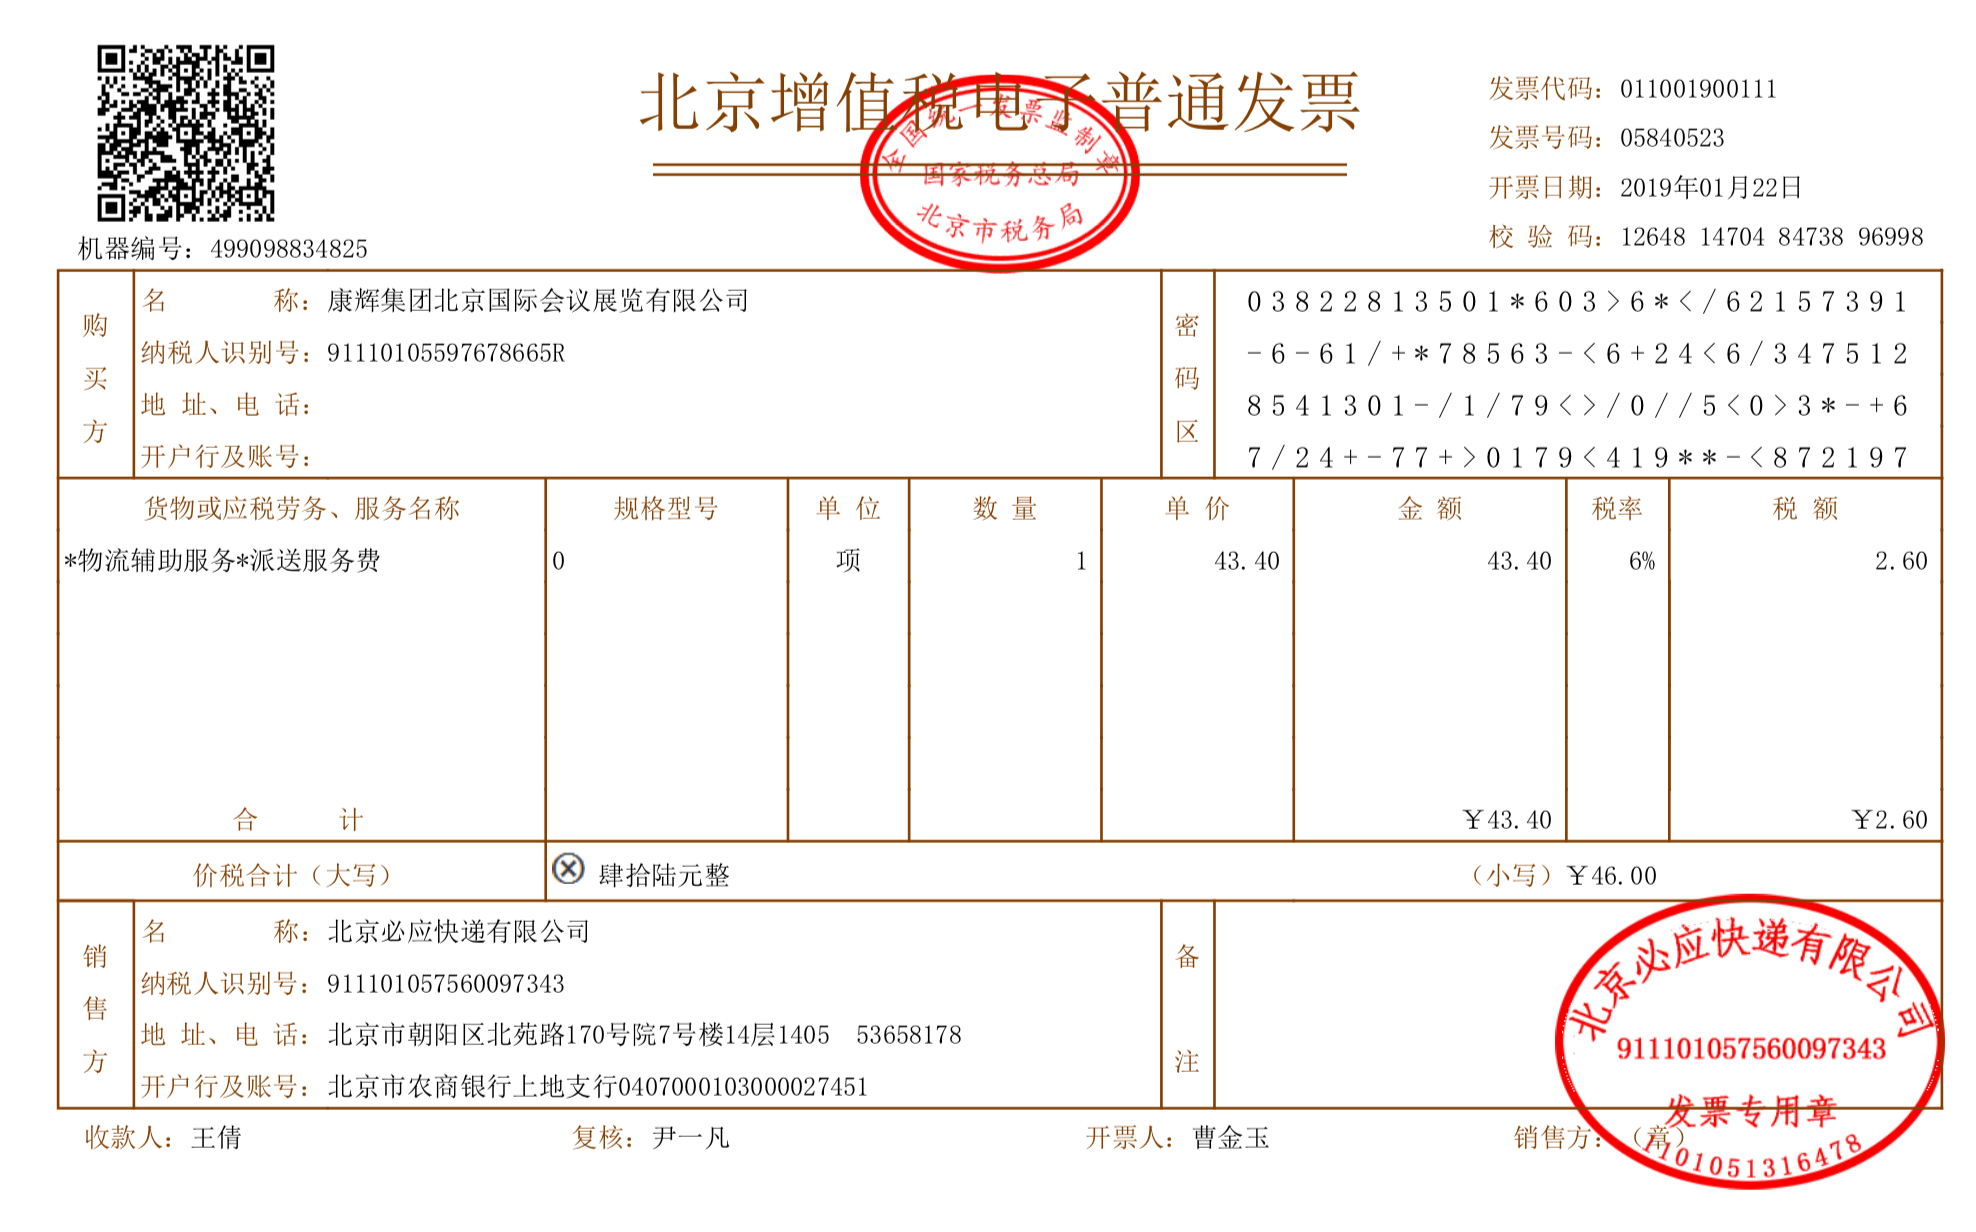 北京增值税电子普通发票
全国统一发票监制章
国家税务总局
北京市税务局
发票代码：011001900111
发票号码：05840523
开票日期：2019年01月22日
校 验 码：12648 14704 84738 96998
机器编号：499098834825
购买方
名 称：康辉集团北京国际会议展览有限公司
纳税人识别号：91110105597678665R
地 址、电 话：
开户行及账号：
密码区
03822813501*603>6*</62157391
-6-61/+*78563-<6+24<6/347512
8541301-/1/79<>/0//5<0>3*-+6
7/24+-77+>0179<419**-<872197
货物或应税劳务、服务名称 规格型号 单 位 数 量 单 价 金 额 税率 税 额
*物流辅助服务*派送服务费 0 项 1 43.40 43.40 6% 2.60
合 计 ￥43.40 ￥2.60
价税合计（大写） ⊗ 肆拾陆元整 （小写）￥46.00
销售方
名 称：北京必应快递有限公司
纳税人识别号：911101057560097343
地 址、电 话：北京市朝阳区北苑路170号院7号楼14层1405 53658178
开户行及账号：北京市农商银行上地支行0407000103000027451
备注
北京必应快递有限公司
911101057560097343
发票专用章
1101051316478
收款人：王倩 复核：尹一凡 开票人：曹金玉 销售方：（章）